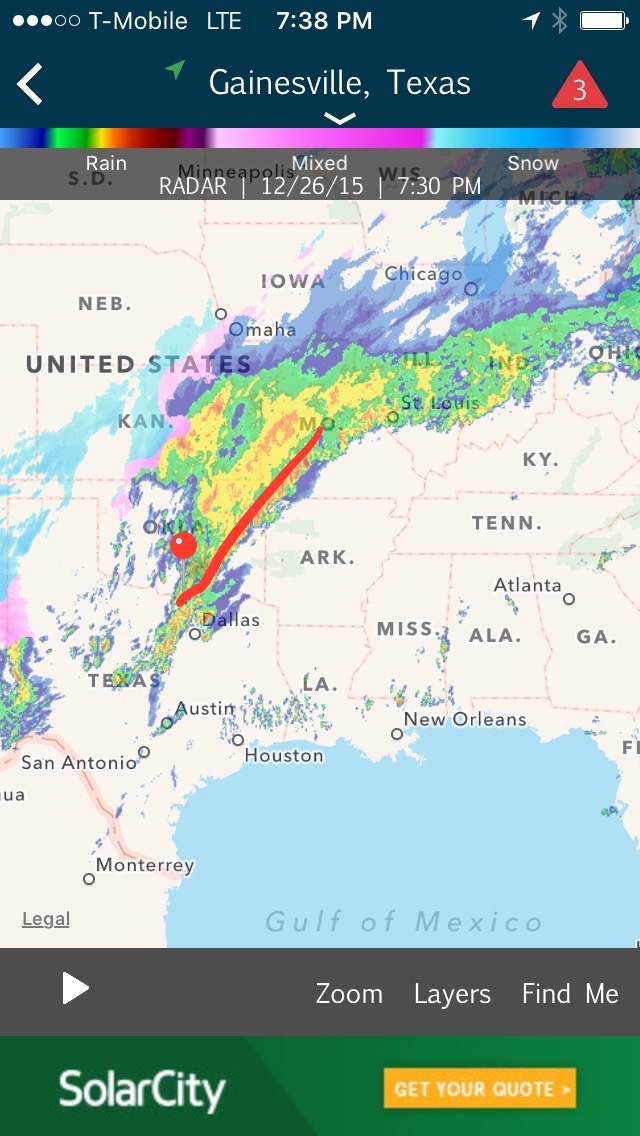 T-Mobile LTE 7:38 PM
Gainesville, Texas
3
Rain Mixed Snow
S.D. Minneapolis WIS.
RADAR | 12/26/15 | 7:30 PM
MICH.
IOWA Chicago
NEB.
Omaha
UNITED STATES ILL. IND. OHIO
KAN. MO. St. Louis
KY.
OKLA. TENN.
ARK.
Atlanta
Dallas MISS. ALA. GA.
TEXAS LA.
Austin New Orleans
San Antonio Houston FL
ua
Monterrey
Legal Gulf of Mexico
Zoom Layers Find Me
SolarCity GET YOUR QUOTE >